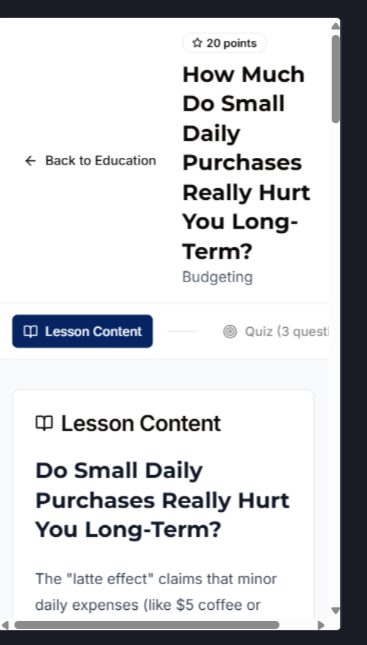 20 points
How Much
Do Small
Daily
Purchases
Really Hurt
You Long-
Term?
← Back to Education
Budgeting
Lesson Content
Quiz (3 questi
Lesson Content
Do Small Daily
Purchases Really Hurt
You Long-Term?
The "latte effect" claims that minor
daily expenses (like $5 coffee or